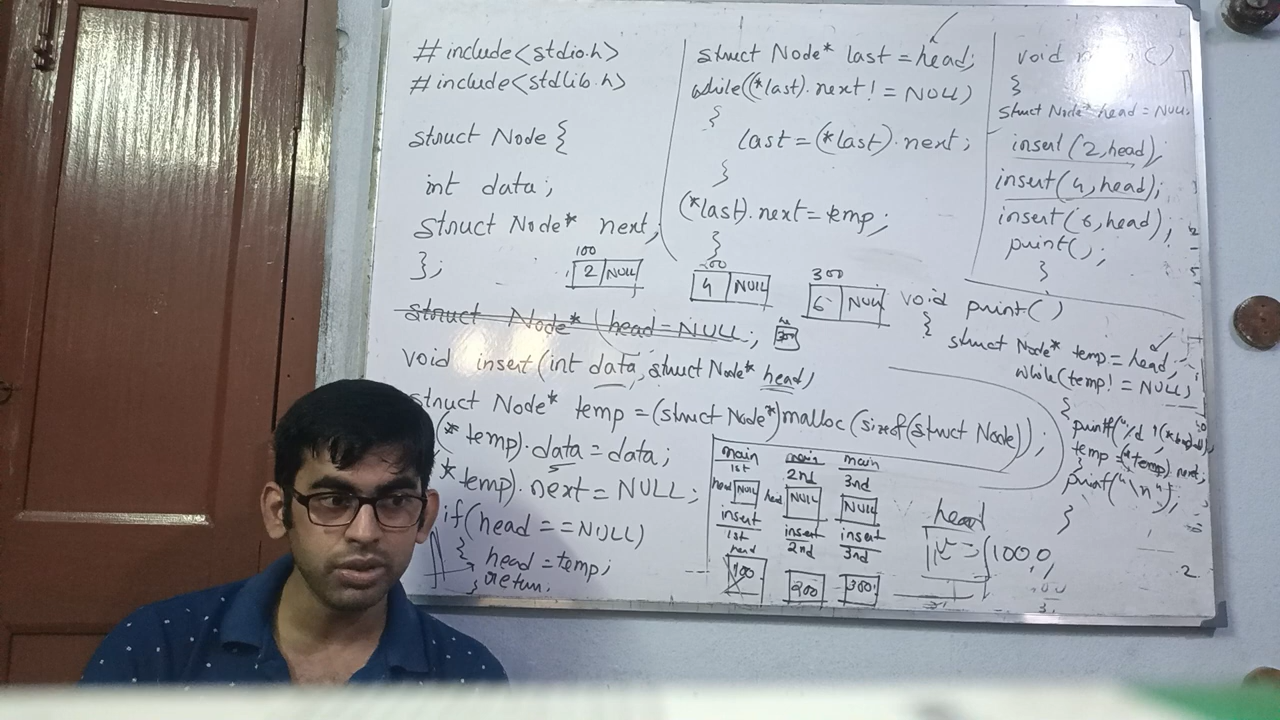 #include<stdio.h>
#include<stdlib.h>
struct Node {
int data;
struct Node* next;
};
100
2 NULL
4 NULL
300
6 NULL
struct Node* head=NULL;
void insert(int data, struct Node* head)
struct Node* temp=(struct Node*)malloc(sizeof(struct Node));
(*temp).data=data;
*temp).next=NULL;
if(head==NULL)
{
head=temp;
return;
}
struct Node* last=head;
while((*last).next!=NULL)
{
last=(*last).next;
}
(*last).next=temp;
}
void
}
struct Node* head=NULL;
insert(2,head);
insert(4,head);
insert(6,head);
print();
}
void print()
{
struct Node* temp=head;
while(temp!=NULL)
{
temp=(*temp).next;
printf("\n");
}
main main main
1st 2nd 3rd
head NULL head NULL NULL
insert insert insert
1st 2nd 3rd
head
100 200 300
head